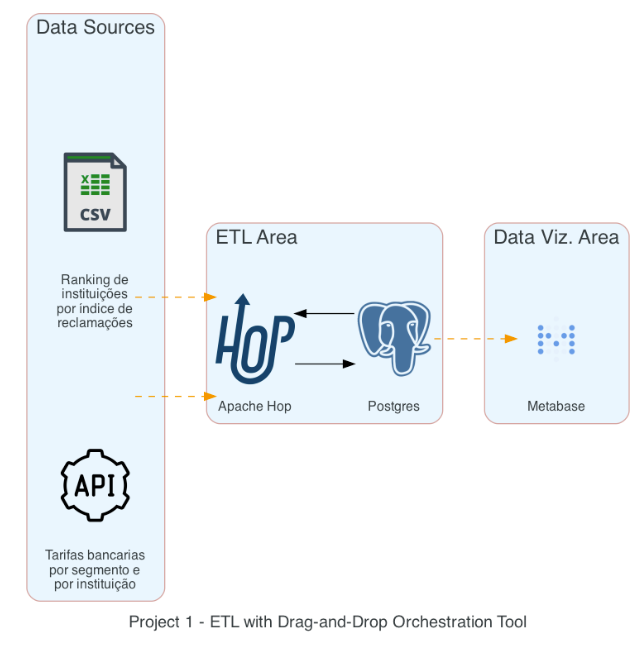 Data Sources
X
CSV
Ranking de
instituições
por índice de
reclamações
API
Tarifas bancarias
por segmento e
por instituição
ETL Area
HOP
Apache Hop
Postgres
Data Viz. Area
Metabase
Project 1 - ETL with Drag-and-Drop Orchestration Tool